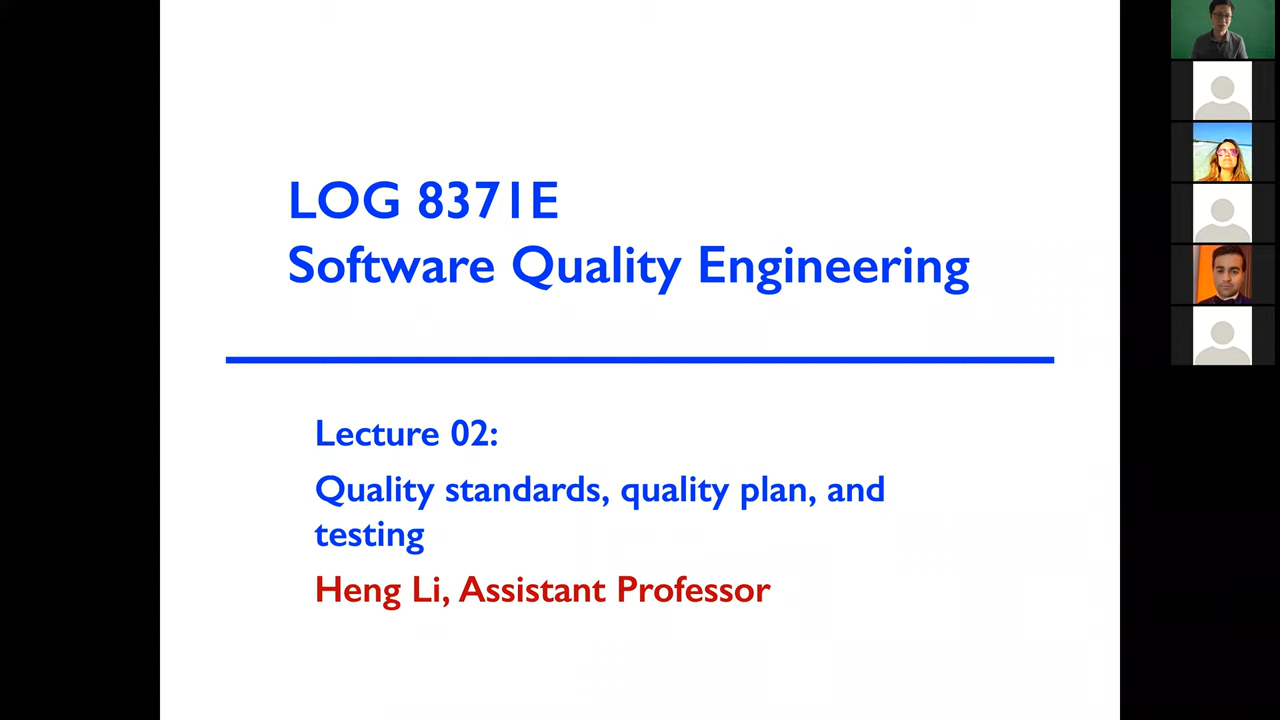 LOG 8371E
Software Quality Engineering
Lecture 02:
Quality standards, quality plan, and
testing
Heng Li, Assistant Professor